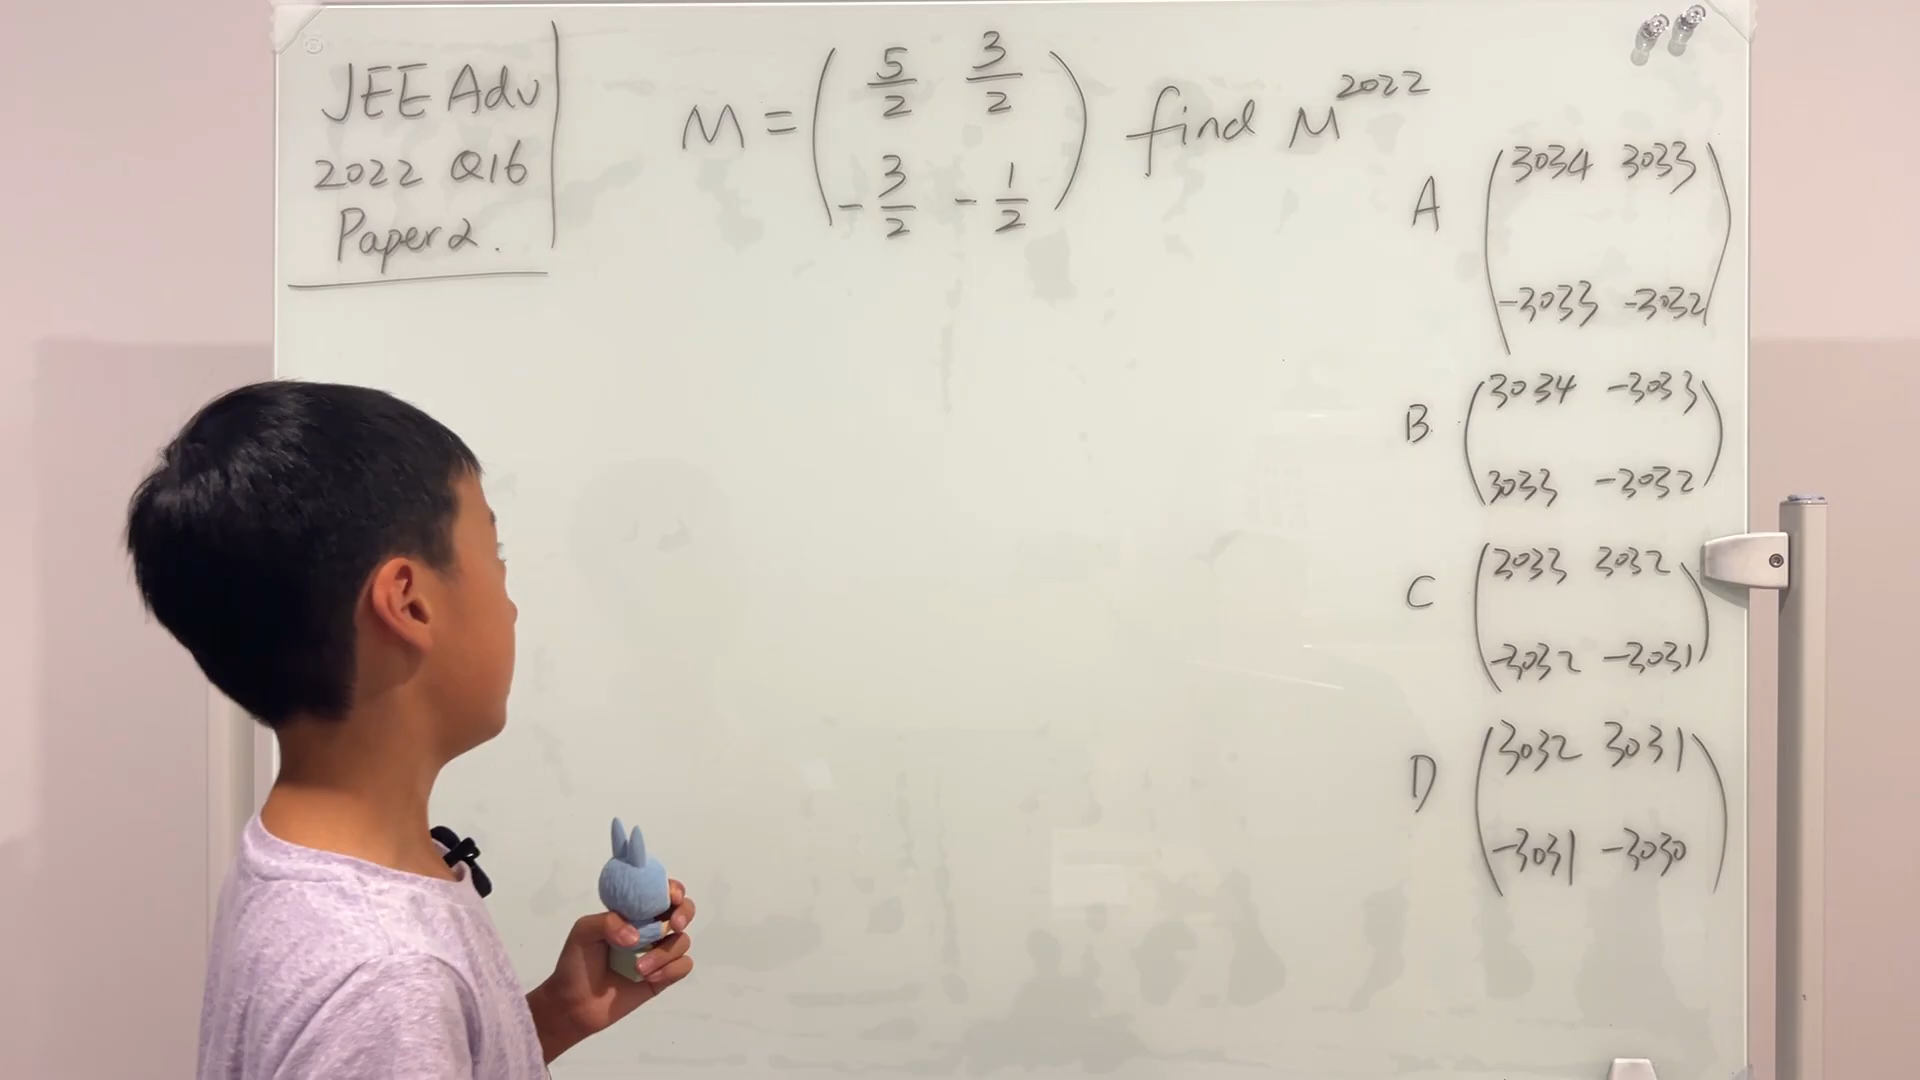 JEE Adv
2022 Q16
Paper 2.
M = ( 5/2 3/2
-3/2 -1/2 ) find M^2022
A ( 3034 3033
-3033 -3032 )
B. ( 3034 -3033
3033 -3032 )
C ( 3033 3032
-3032 -3031 )
D ( 3032 3031
-3031 -3030 )